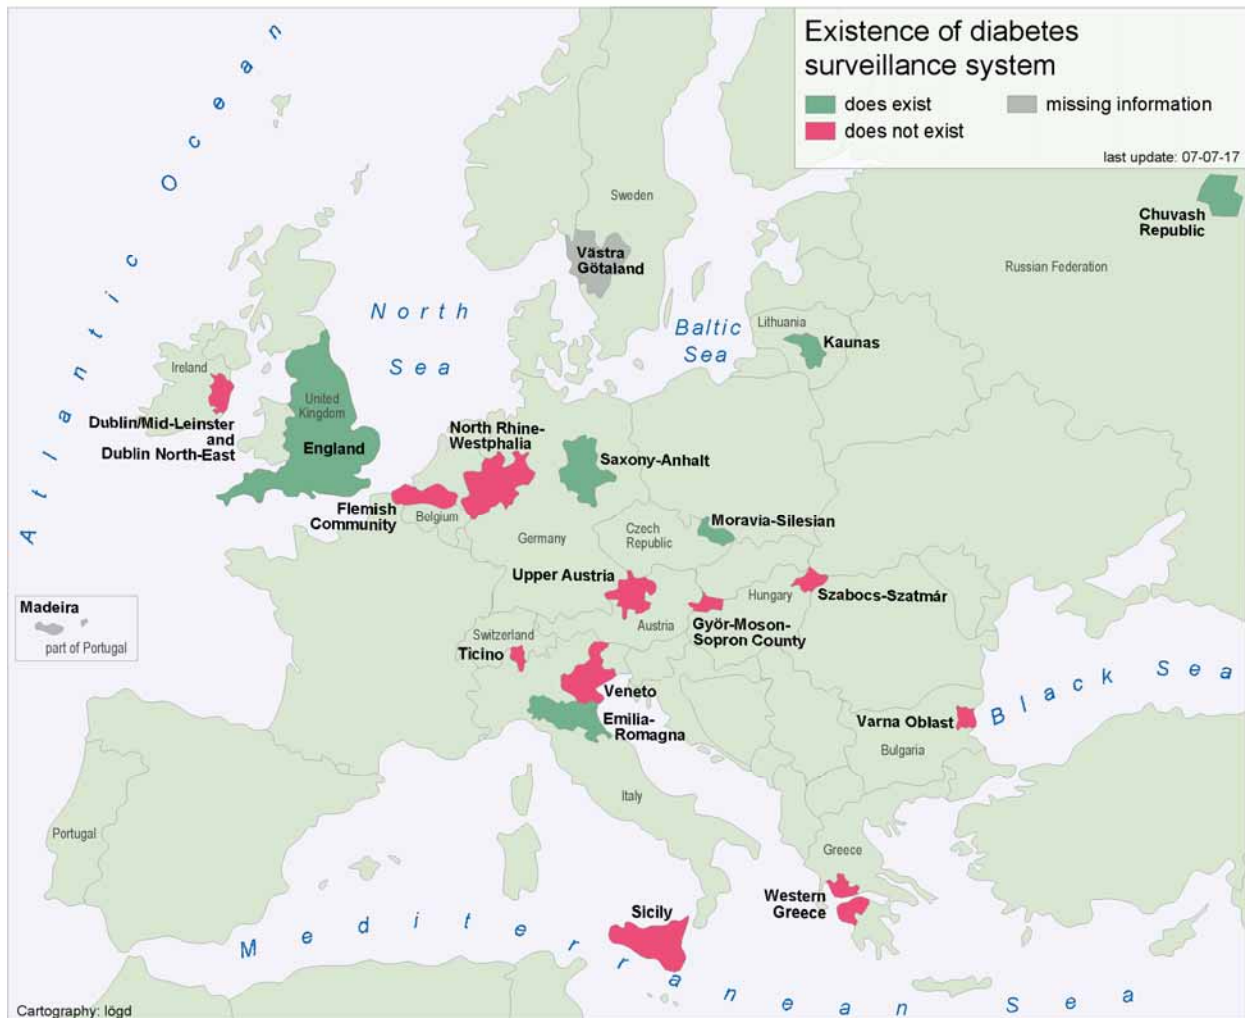 Existence of diabetes
surveillance system
does exist
missing information
does not exist
last update: 07-07-17
Atlantic Ocean
Sweden
Chuvash
Republic
Västra
Götaland
Russian Federation
North
Sea
Baltic
Sea
Lithuania
Kaunas
Ireland
United
Kingdom
Dublin/Mid-Leinster
and
Dublin North-East
England
North Rhine-
Westphalia
Saxony-Anhalt
Flemish
Community
Belgium
Moravia-Silesian
Czech
Republic
Germany
Upper Austria
Hungary
Szabocs-Szatmár
Madeira
part of Portugal
Austria
Györ-Moson-
Sopron County
Switzerland
Ticino
Veneto
Black Sea
Emilia-
Romagna
Varna Oblast
Bulgaria
Italy
Portugal
Greece
Western
Greece
Sicily
Mediterranean Sea
Cartography: lögd